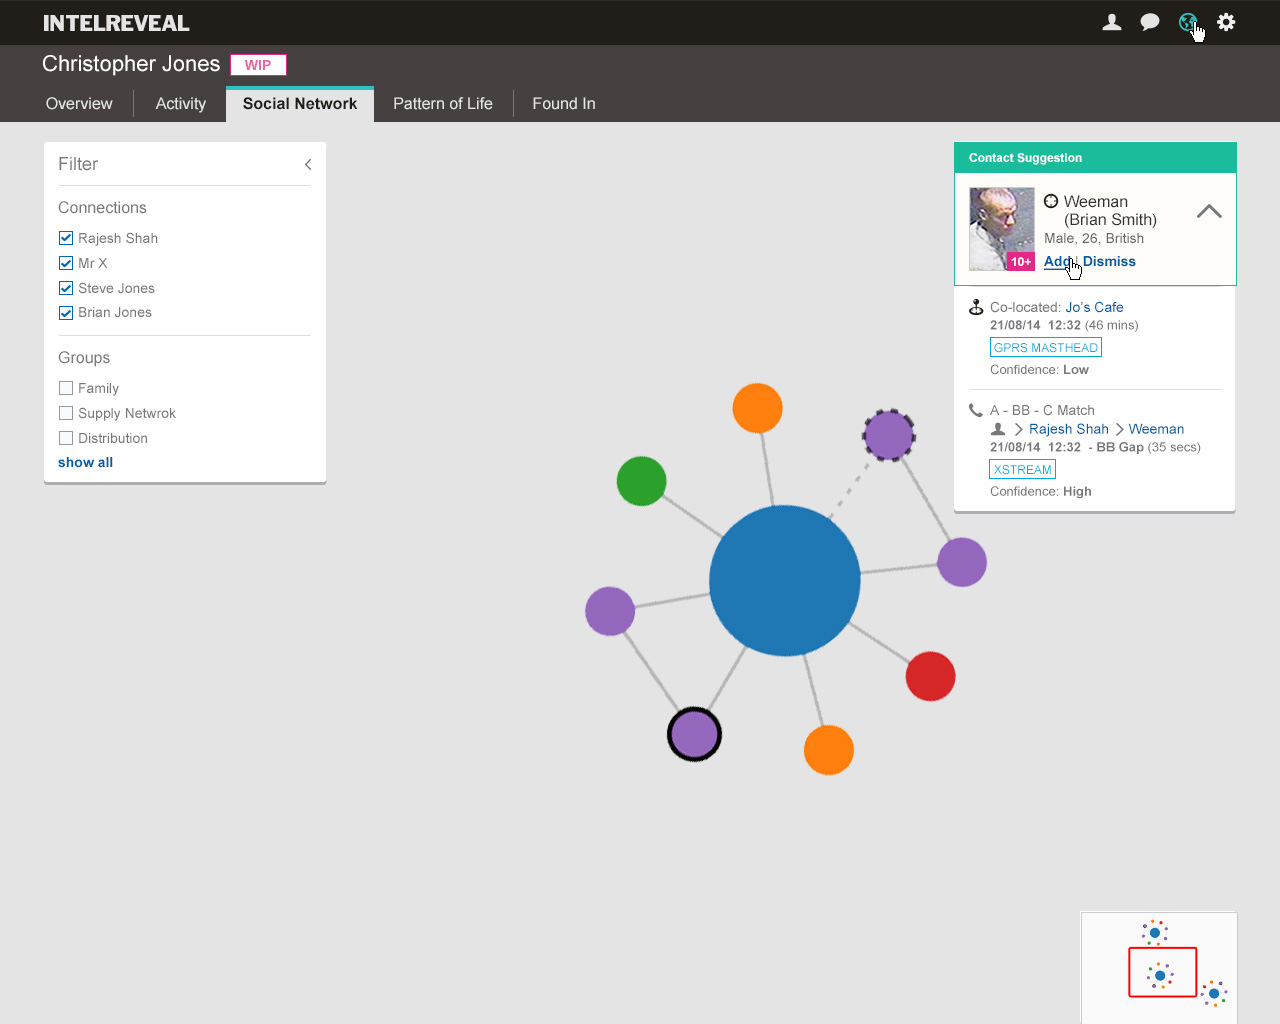 INTELREVEAL
Christopher Jones WIP
Overview Activity Social Network Pattern of Life Found In
Filter
Connections
Rajesh Shah
Mr X
Steve Jones
Brian Jones
Groups
Family
Supply Netwrok
Distribution
show all
Contact Suggestion
Weeman
(Brian Smith)
Male, 26, British
10+ Add | Dismiss
Co-located: Jo's Cafe
21/08/14 12:32 (46 mins)
GPRS MASTHEAD
Confidence: Low
A - BB - C Match
Rajesh Shah > Weeman
21/08/14 12:32 - BB Gap (35 secs)
XSTREAM
Confidence: High